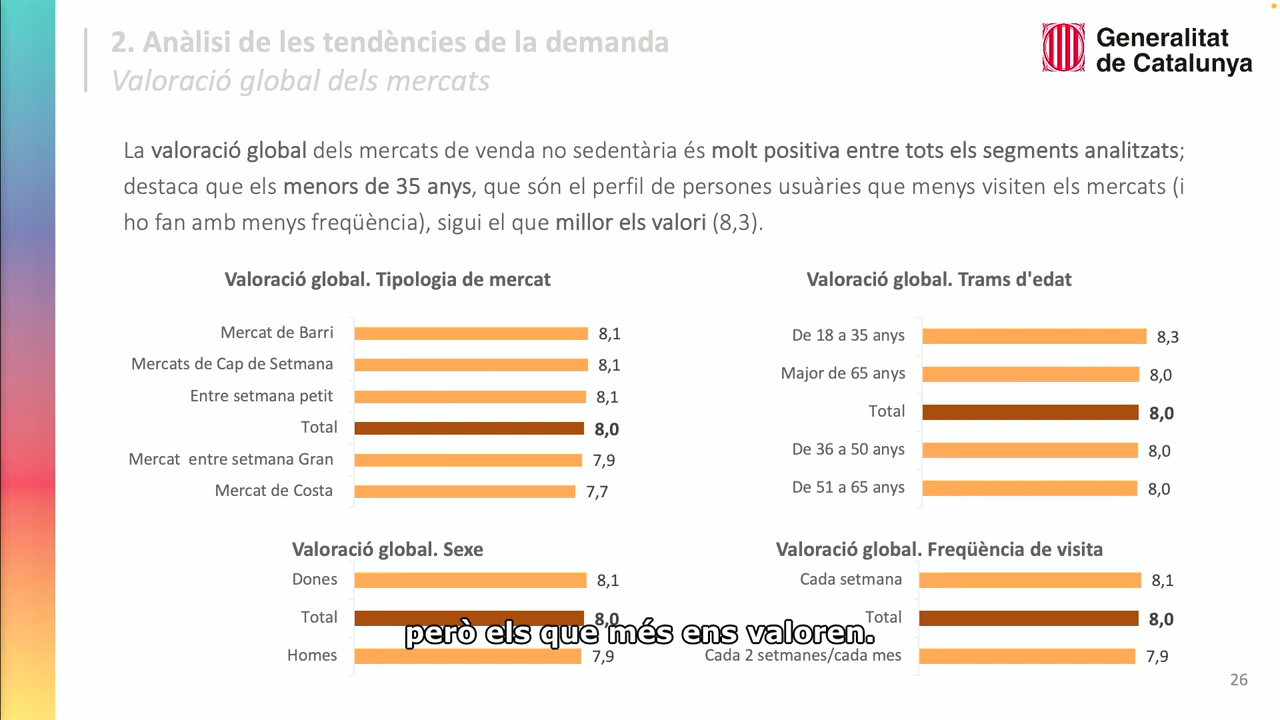 2. Anàlisi de les tendències de la demanda
Valoració global dels mercats
Generalitat
de Catalunya
La valoració global dels mercats de venda no sedentària és molt positiva entre tots els segments analitzats;
destaca que els menors de 35 anys, que són el perfil de persones usuàries que menys visiten els mercats (i
ho fan amb menys freqüència), sigui el que millor els valori (8,3).
Valoració global. Tipologia de mercat
Mercat de Barri 8,1
Mercats de Cap de Setmana 8,1
Entre setmana petit 8,1
Total 8,0
Mercat entre setmana Gran 7,9
Mercat de Costa 7,7
Valoració global. Trams d'edat
De 18 a 35 anys 8,3
Major de 65 anys 8,0
Total 8,0
De 36 a 50 anys 8,0
De 51 a 65 anys 8,0
Valoració global. Sexe
Dones 8,1
Total 8,0
Homes 7,9
Valoració global. Freqüència de visita
Cada setmana 8,1
Total 8,0
Cada 2 setmanes/cada mes 7,9
però els que més ens valoren.
26